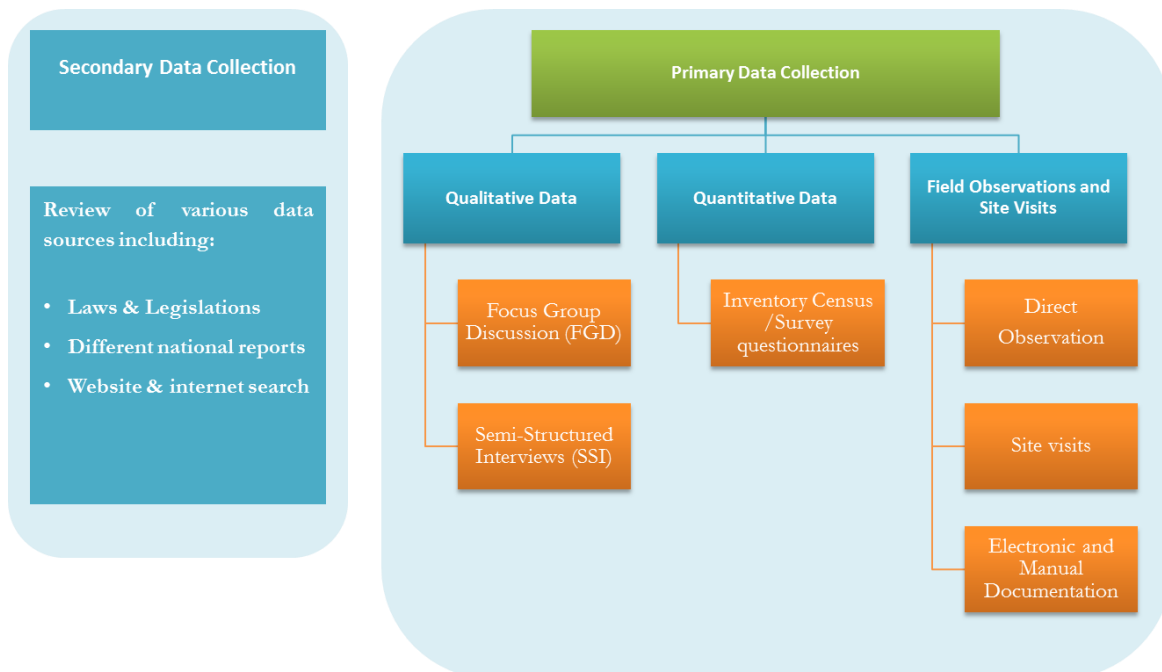 Secondary Data Collection
Review of various data
sources including:
• Laws & Legislations
• Different national reports
• Website & internet search
Primary Data Collection
Qualitative Data
Focus Group
Discussion (FGD)
Semi-Structured
Interviews (SSI)
Quantitative Data
Inventory Census
/Survey
questionnaires
Field Observations and
Site Visits
Direct
Observation
Site visits
Electronic and
Manual
Documentation